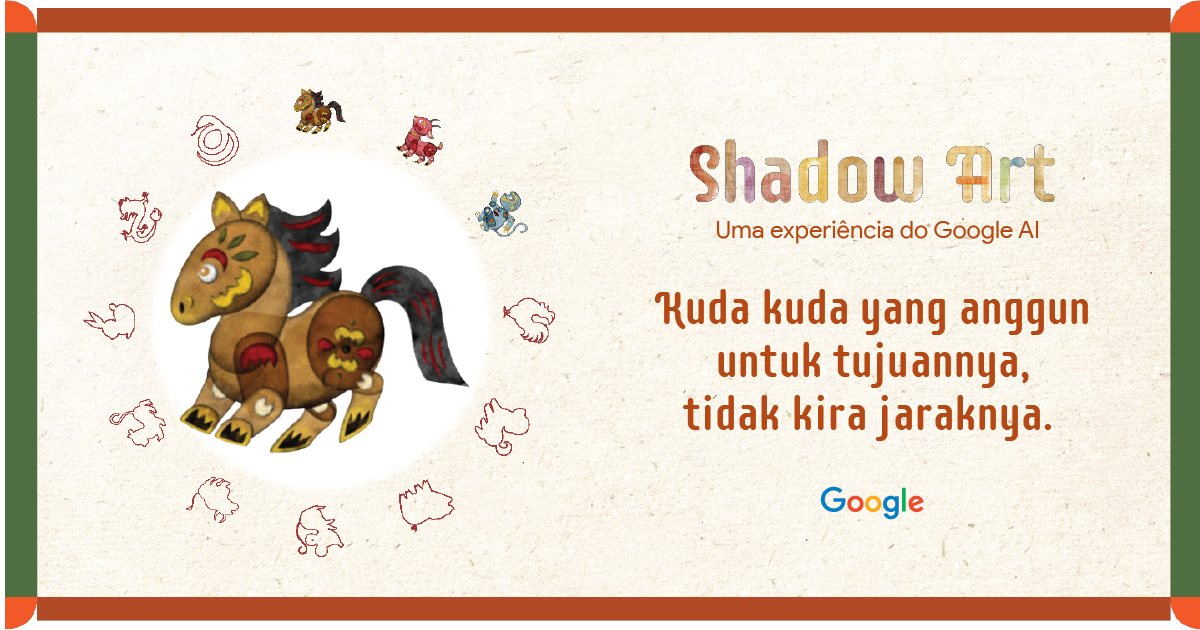 Shadow Art
Uma experiência do Google AI
Kuda kuda yang anggun
untuk tujuannya,
tidak kira jaraknya.
Google